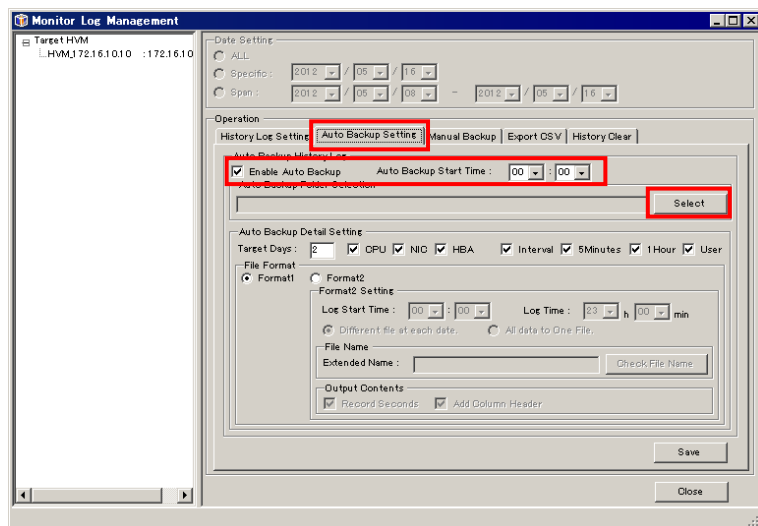 Monitor Log Management
Target HVM
HVM_172.16.10.10 : 172.16.10
Date Setting
ALL
Specific : 2012 / 05 / 16
Span : 2012 / 05 / 08 - 2012 / 05 / 16
Operation
History Log Setting Auto Backup Setting Manual Backup Export CSV History Clear
Auto Backup History Log
Enable Auto Backup Auto Backup Start Time : 00 : 00
Auto Backup Folder Selection
Select
Auto Backup Detail Setting
Target Days : 2 CPU NIC HBA Interval 5Minutes 1Hour User
File Format
Format1 Format2
Format2 Setting
Log Start Time : 00 : 00 Log Time : 23 h 00 min
Different file at each date. All data to One File.
File Name
Extended Name : Check File Name
Output Contents
Record Seconds Add Column Header
Save
Close